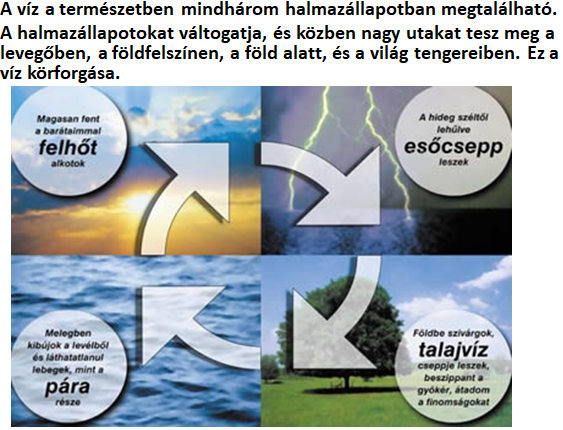 A víz a természetben mindhárom halmazállapotban megtalálható.
A halmazállapotokat váltogatja, és közben nagy utakat tesz meg a
levegőben, a földfelszínen, a föld alatt, és a világ tengereiben. Ez a
víz körforgása.
Magasan fent
a barátaimmal
felhőt
alkotok
A hideg széltől
lehűlve
esőcsepp
leszek
Melegben
kibújok a levélből
és láthatatlanul
lebegek, mint a
pára
része
Földbe szivárgok,
talajvíz
cseppje leszek,
beszippant a
gyökér, átadom
a finomságokat